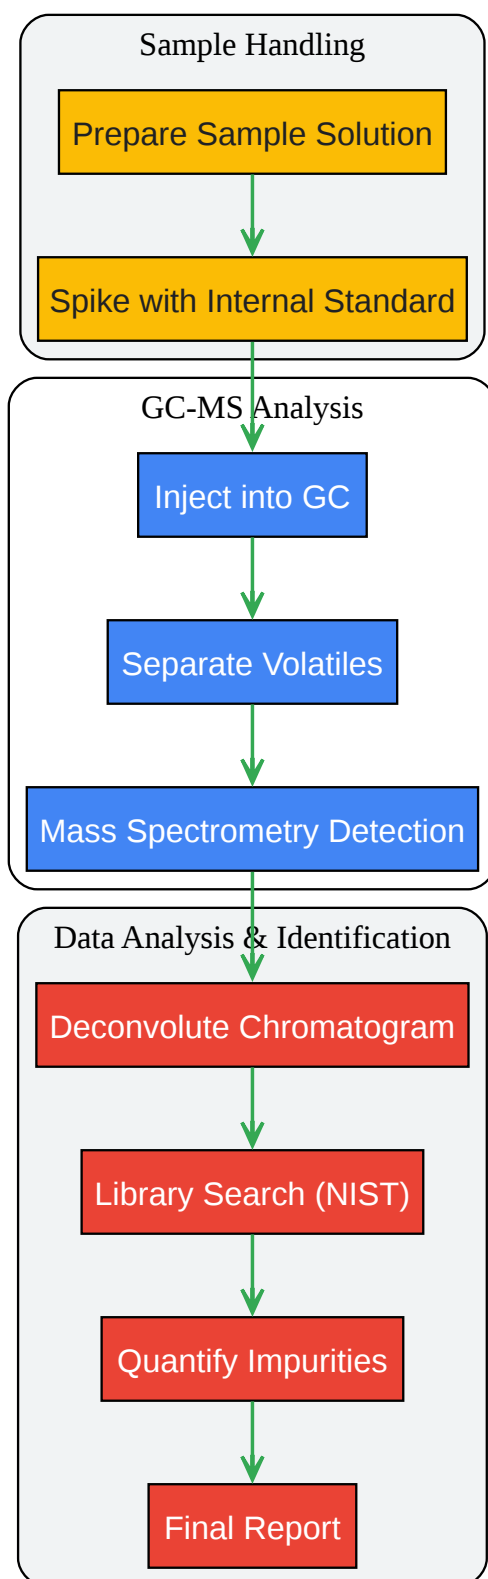 Sample Handling
Prepare Sample Solution
Spike with Internal Standard
GC-MS Analysis
Inject into GC
Separate Volatiles
Mass Spectrometry Detection
Data Analysis & Identification
Deconvolute Chromatogram
Library Search (NIST)
Quantify Impurities
Final Report